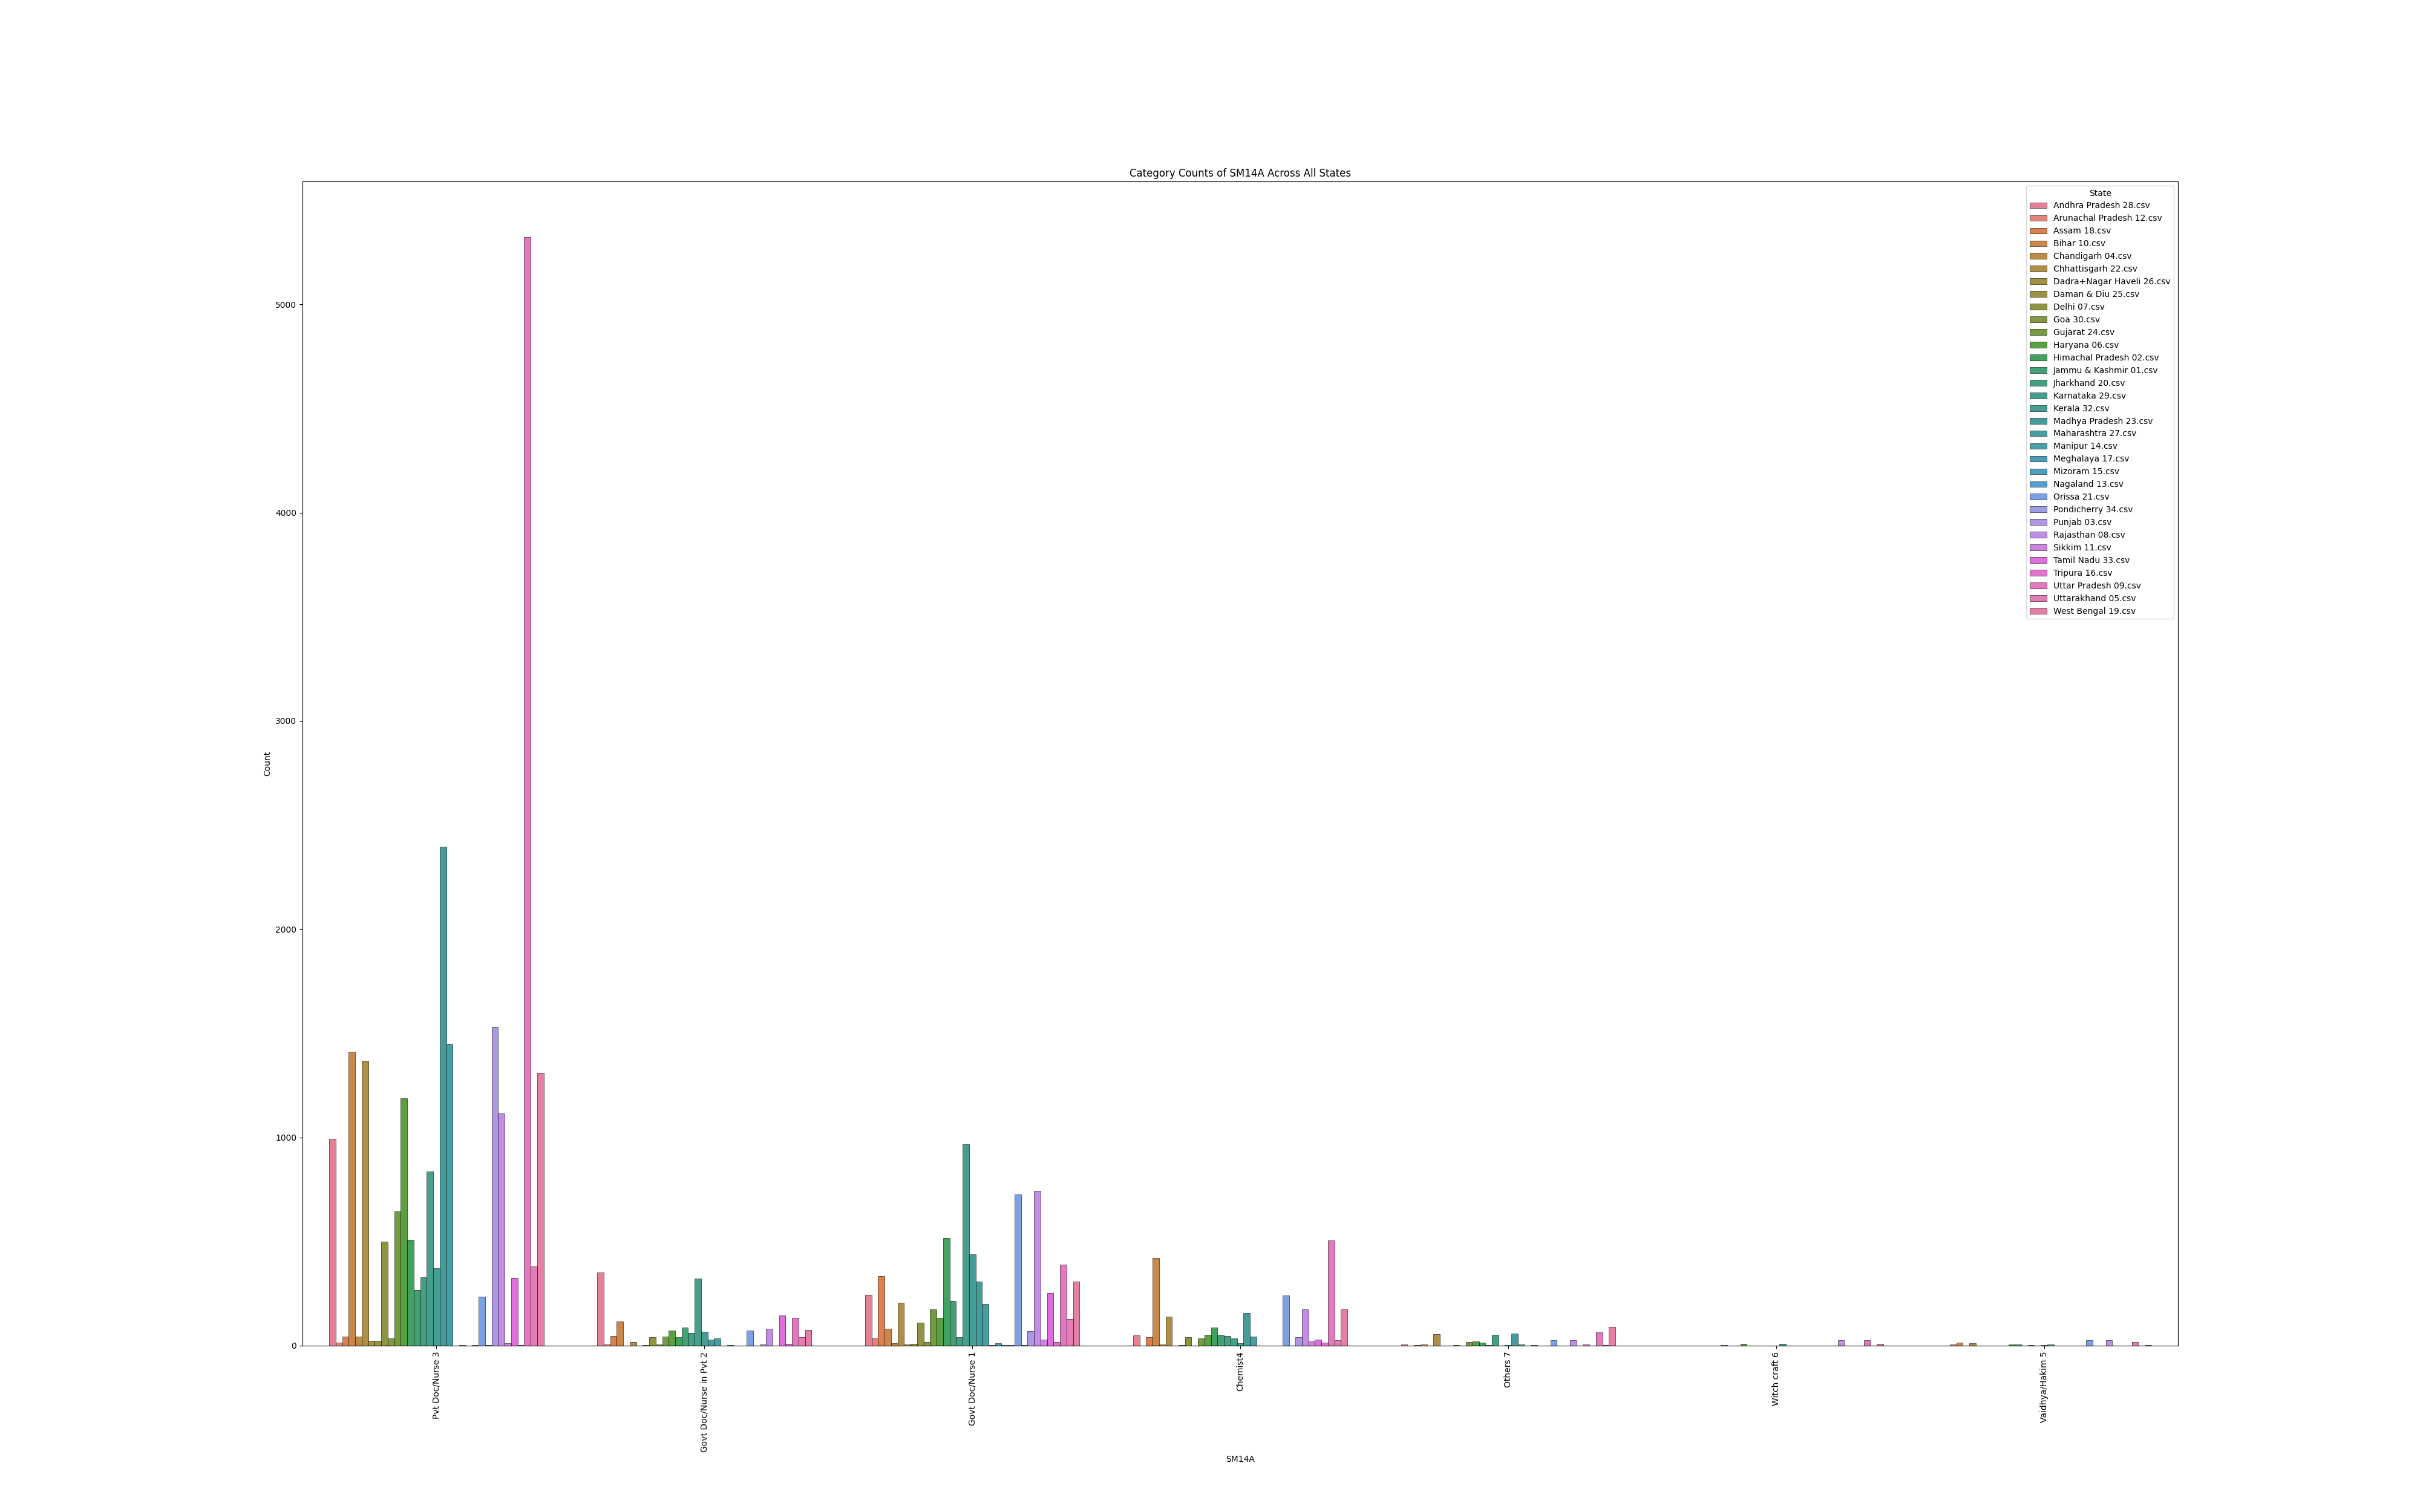 Category Counts of SM14A Across All States
State
Andhra Pradesh 28.csv
Arunachal Pradesh 12.csv
Assam 18.csv
Bihar 10.csv
Chandigarh 04.csv
Chhattisgarh 22.csv
Dadra+Nagar Haveli 26.csv
Daman & Diu 25.csv
Delhi 07.csv
Goa 30.csv
Gujarat 24.csv
Haryana 06.csv
Himachal Pradesh 02.csv
Jammu & Kashmir 01.csv
Jharkhand 20.csv
Karnataka 29.csv
Kerala 32.csv
Madhya Pradesh 23.csv
Maharashtra 27.csv
Manipur 14.csv
Meghalaya 17.csv
Mizoram 15.csv
Nagaland 13.csv
Orissa 21.csv
Pondicherry 34.csv
Punjab 03.csv
Rajasthan 08.csv
Sikkim 11.csv
Tamil Nadu 33.csv
Tripura 16.csv
Uttar Pradesh 09.csv
Uttarakhand 05.csv
West Bengal 19.csv
5000
4000
3000
2000
1000
0
Count
Pvt Doc/Nurse 3
Govt Doc/Nurse in Pvt 2
Govt Doc/Nurse 1
Chemist4
Others 7
Witch craft 6
Vaidhya/Hakim 5
SM14A